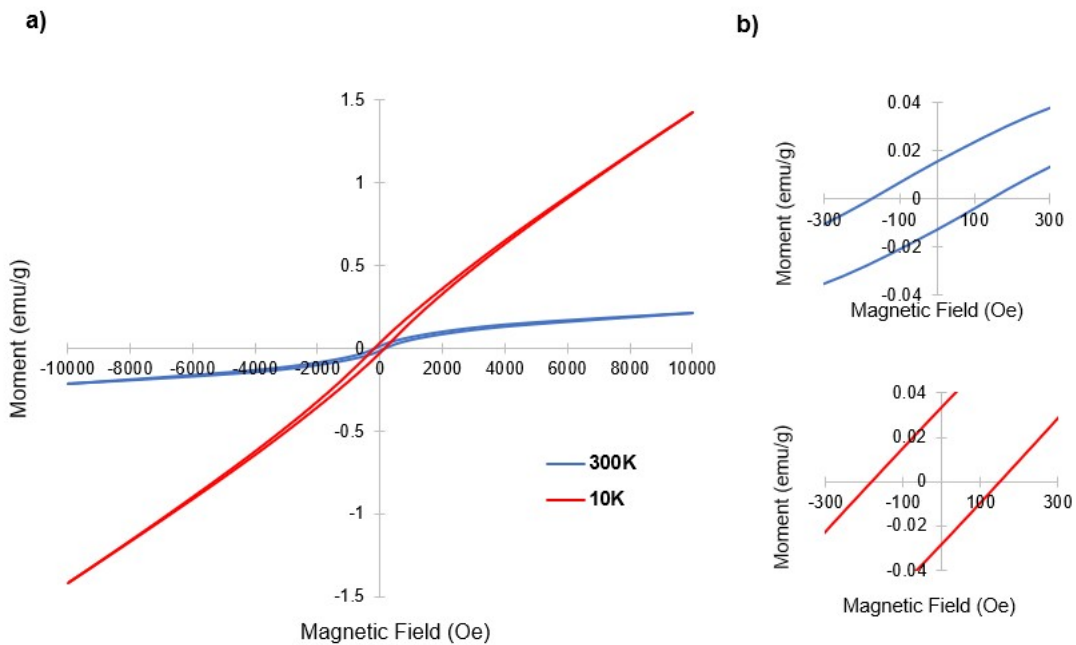 a)
1.5
1
0.5
0
-10000 -8000 -6000 -4000 -2000 0 2000 4000 6000 8000 10000
-0.5
-1
-1.5
Moment (emu/g)
Magnetic Field (Oe)
300K
10K
b)
0.04
0.02
0
-300 -100 100 300
-0.02
-0.04
Moment (emu/g)
Magnetic Field (Oe)
0.04
0.02
0
-300 -100 100 300
-0.02
-0.04
Moment (emu/g)
Magnetic Field (Oe)